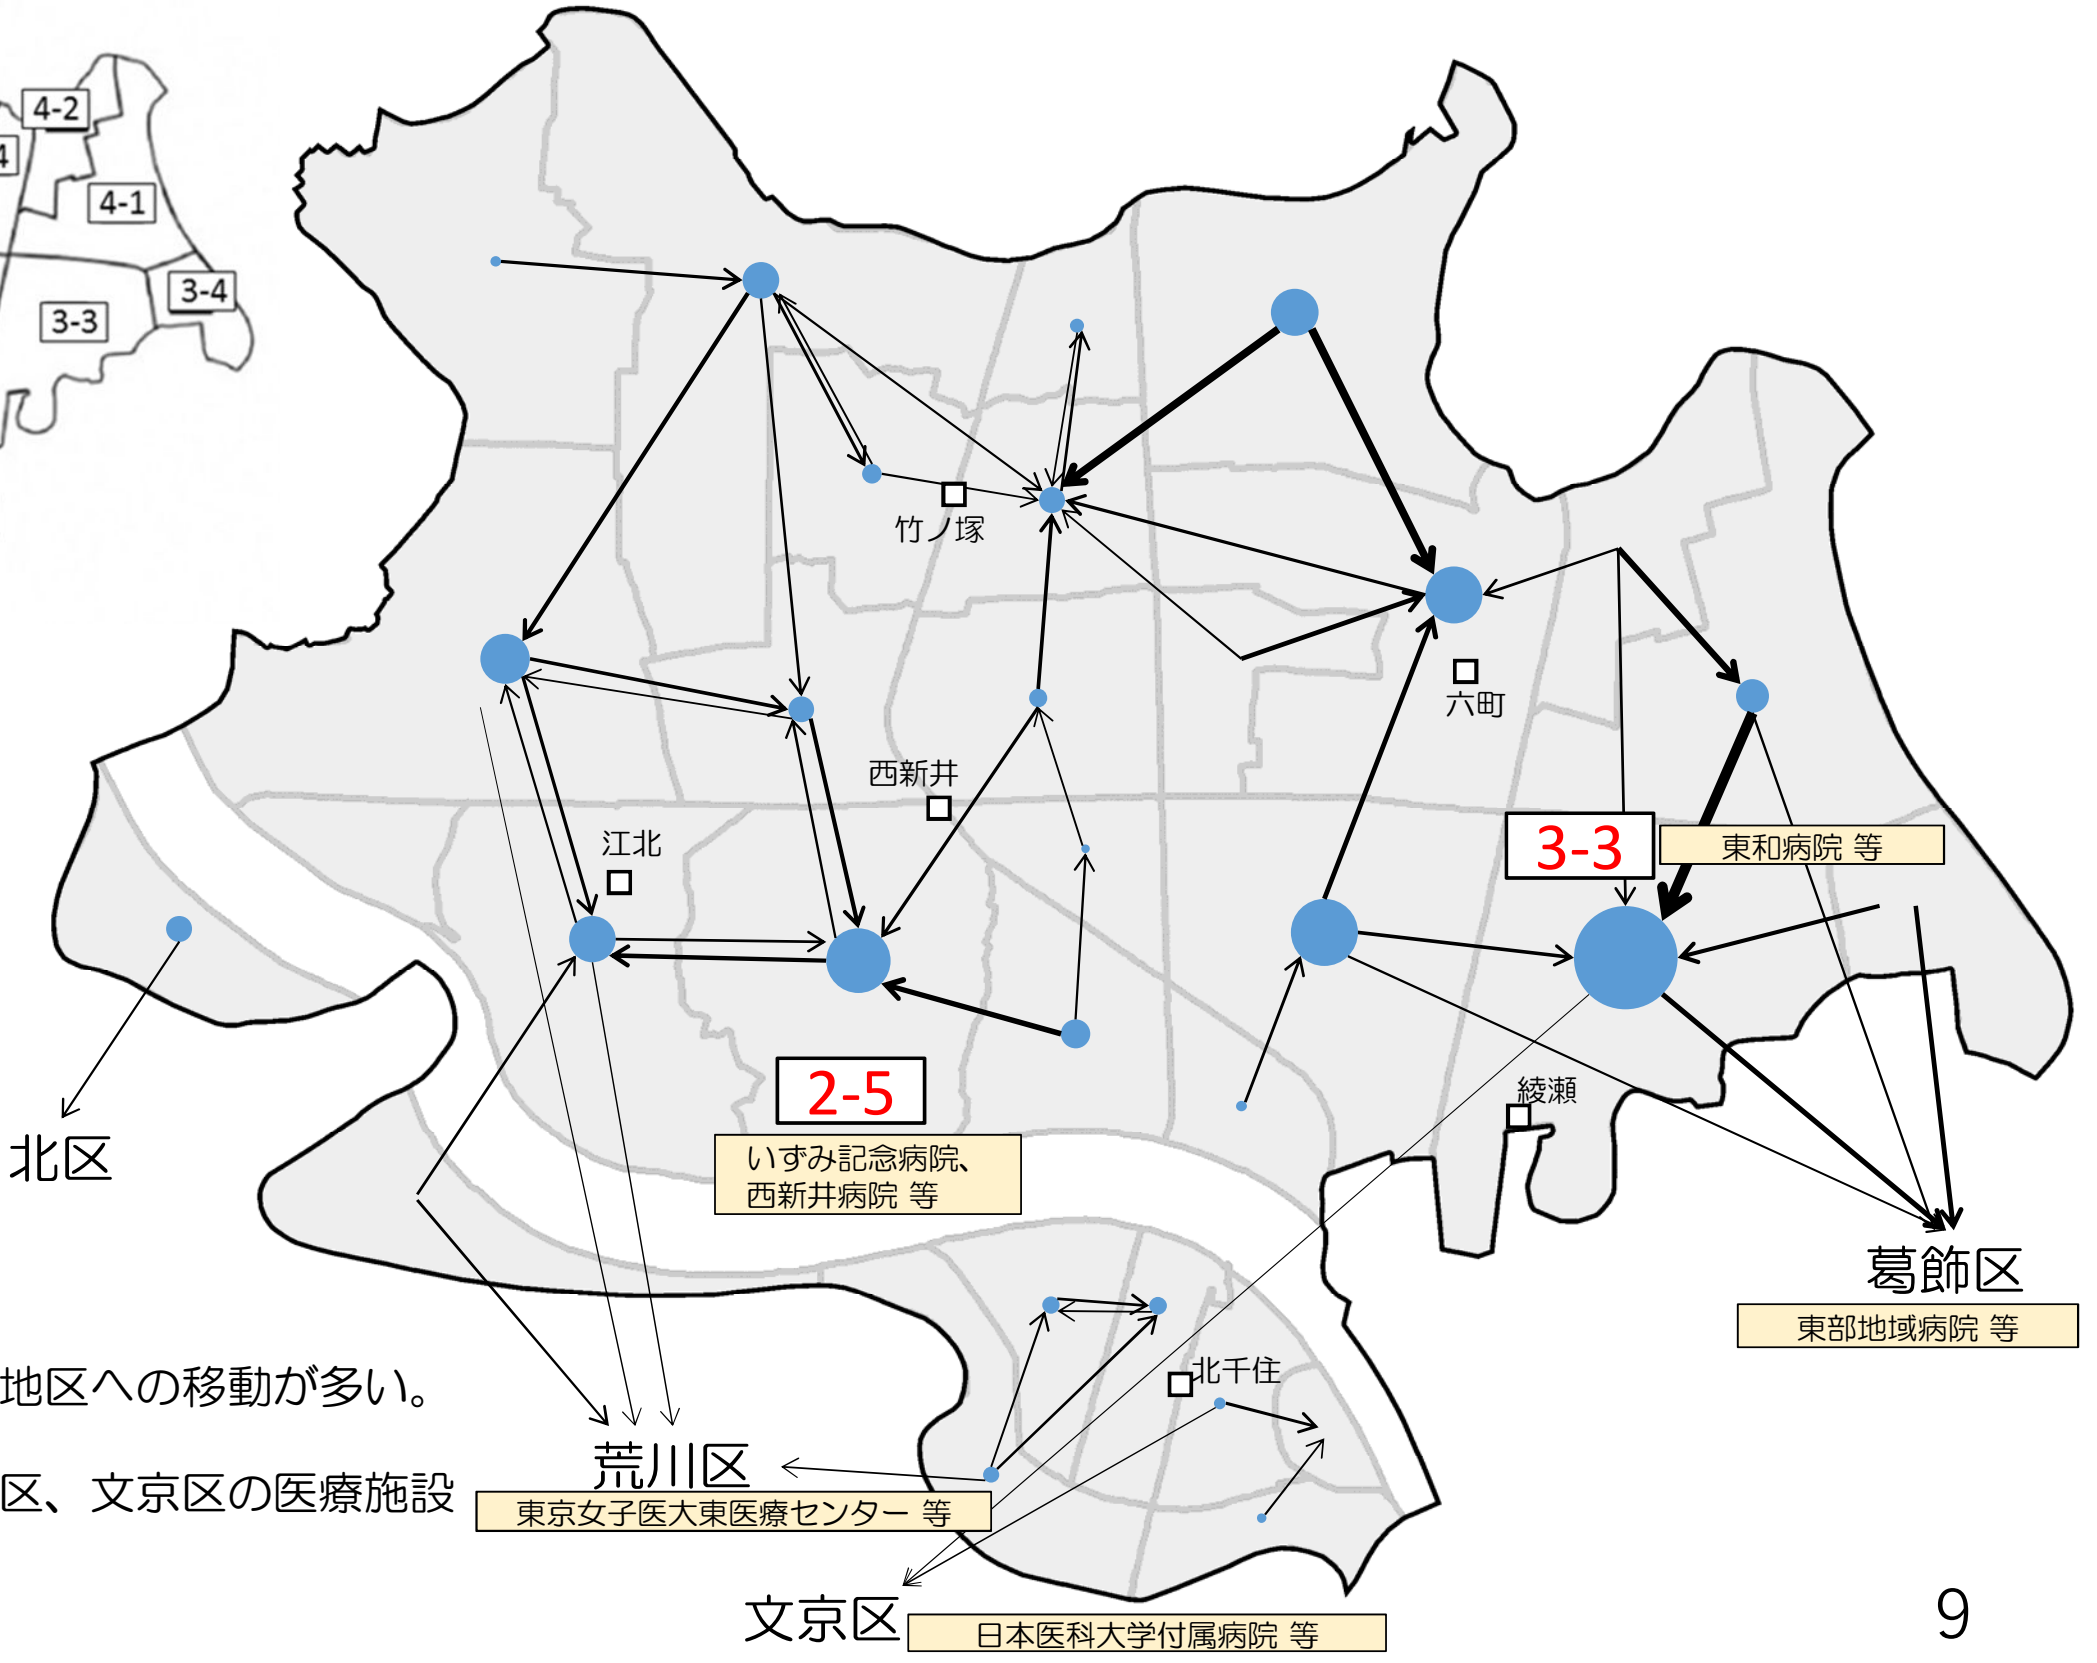 4-2
4
4-1
3-4
3-3
竹ノ塚
六町
西新井
江北
3-3
東和病院 等
2-5
いずみ記念病院、
西新井病院 等
綾瀬
北区
葛飾区
東部地域病院 等
北千住
地区への移動が多い。
荒川区
区、文京区の医療施設
東京女子医大東医療センター 等
文京区
日本医科大学付属病院 等
9